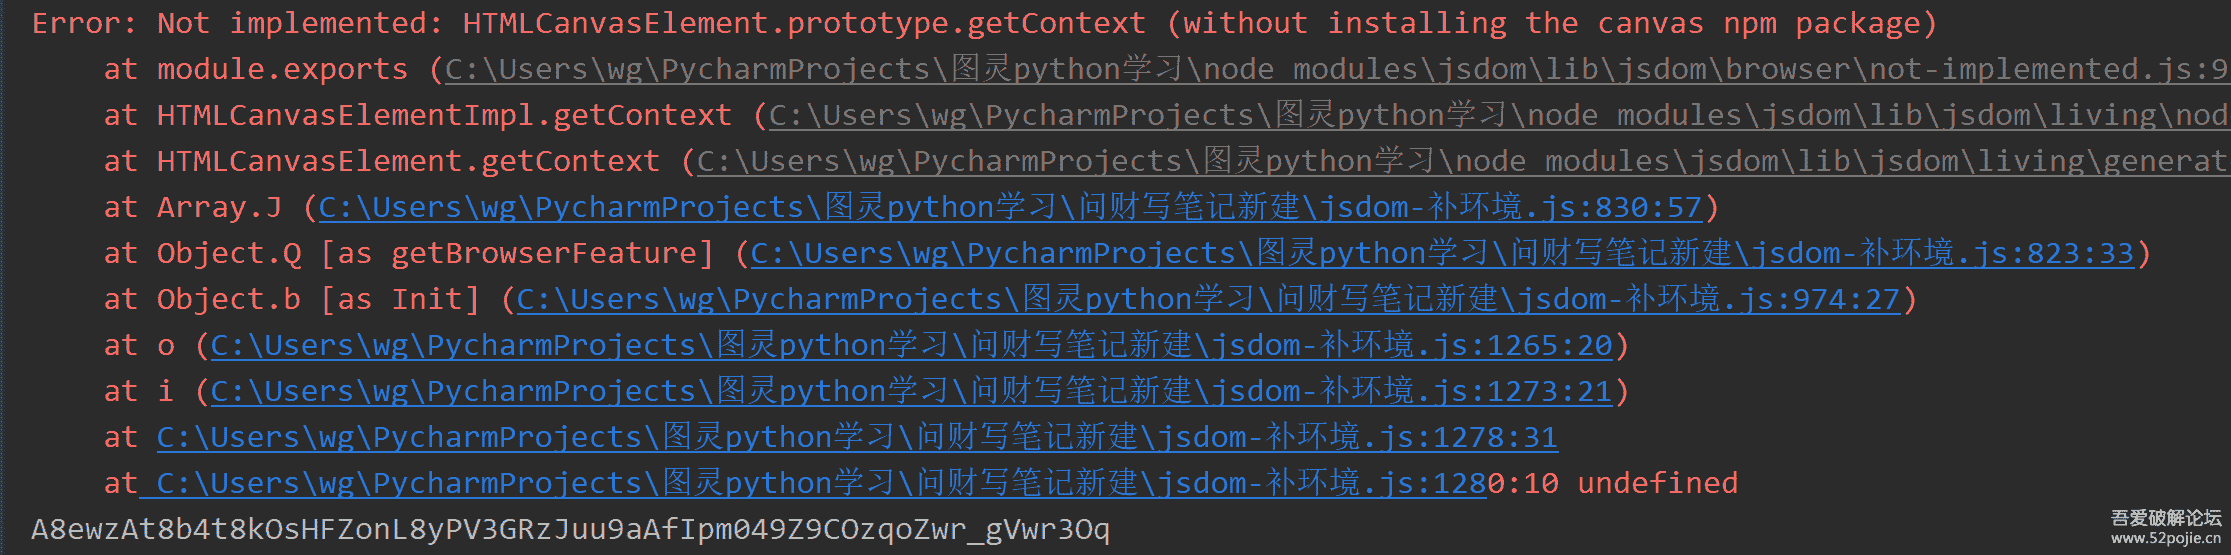 Error: Not implemented: HTMLCanvasElement.prototype.getContext (without installing the canvas npm package)
at module.exports (C:\Users\wg\PycharmProjects\图灵python学习\node_modules\jsdom\lib\jsdom\browser\not-implemented.js:9
at HTMLCanvasElementImpl.getContext (C:\Users\wg\PycharmProjects\图灵python学习\node_modules\jsdom\lib\jsdom\living\nod
at HTMLCanvasElement.getContext (C:\Users\wg\PycharmProjects\图灵python学习\node_modules\jsdom\lib\jsdom\living\generat
at Array.J (C:\Users\wg\PycharmProjects\图灵python学习\问财写笔记新建\jsdom-补环境.js:830:57)
at Object.Q [as getBrowserFeature] (C:\Users\wg\PycharmProjects\图灵python学习\问财写笔记新建\jsdom-补环境.js:823:33)
at Object.b [as Init] (C:\Users\wg\PycharmProjects\图灵python学习\问财写笔记新建\jsdom-补环境.js:974:27)
at o (C:\Users\wg\PycharmProjects\图灵python学习\问财写笔记新建\jsdom-补环境.js:1265:20)
at i (C:\Users\wg\PycharmProjects\图灵python学习\问财写笔记新建\jsdom-补环境.js:1273:21)
at C:\Users\wg\PycharmProjects\图灵python学习\问财写笔记新建\jsdom-补环境.js:1278:31
at C:\Users\wg\PycharmProjects\图灵python学习\问财写笔记新建\jsdom-补环境.js:1280:10 undefined
A8ewzAt8b4t8kOsHFZonL8yPV3GRzJuu9aAfIpm049Z9COzqoZwr_gVwr3Oq
吾爱破解论坛
www.52pojie.cn